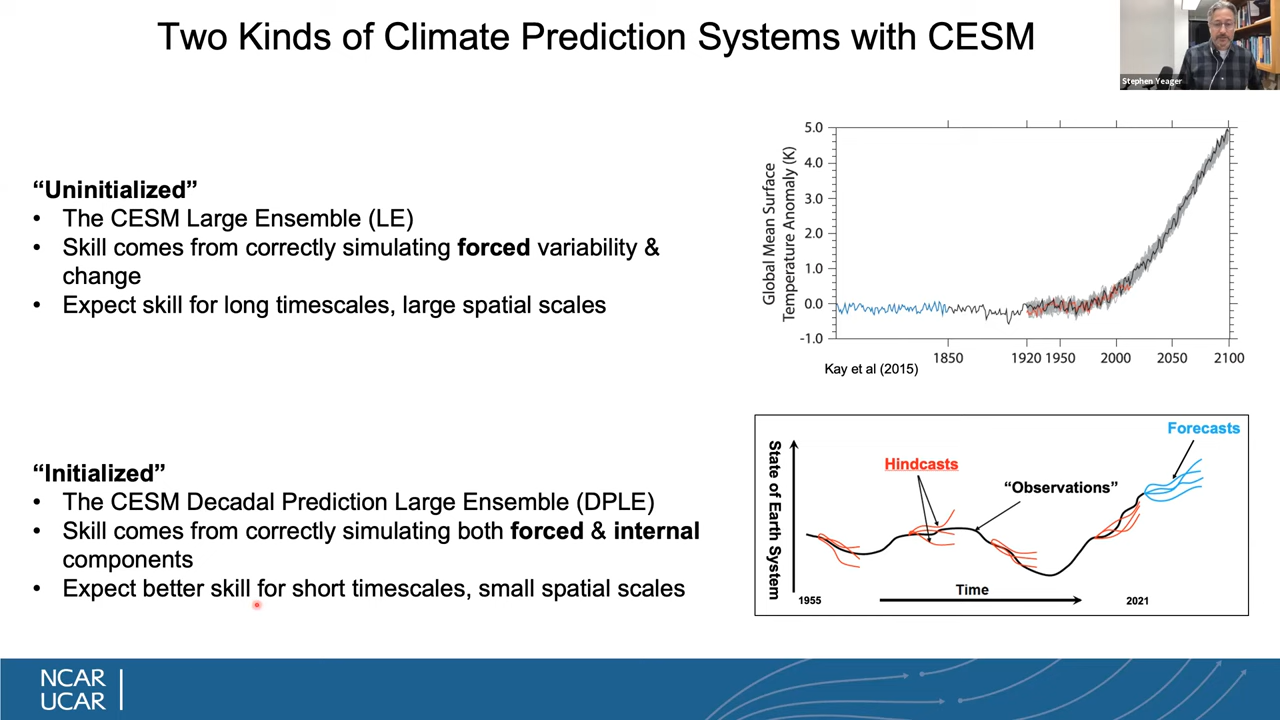 Two Kinds of Climate Prediction Systems with CESM
Stephen Yeager
“Uninitialized”
• The CESM Large Ensemble (LE)
• Skill comes from correctly simulating forced variability &
change
• Expect skill for long timescales, large spatial scales
Global Mean Surface
Temperature Anomaly (K)
5.0
4.0
3.0
2.0
1.0
0.0
-1.0
1850 1920 1950 2000 2050 2100
Kay et al (2015)
“Initialized”
• The CESM Decadal Prediction Large Ensemble (DPLE)
• Skill comes from correctly simulating both forced & internal
components
• Expect better skill for short timescales, small spatial scales
State of Earth System
Forecasts
Hindcasts
“Observations”
Time
1955
2021
NCAR
UCAR